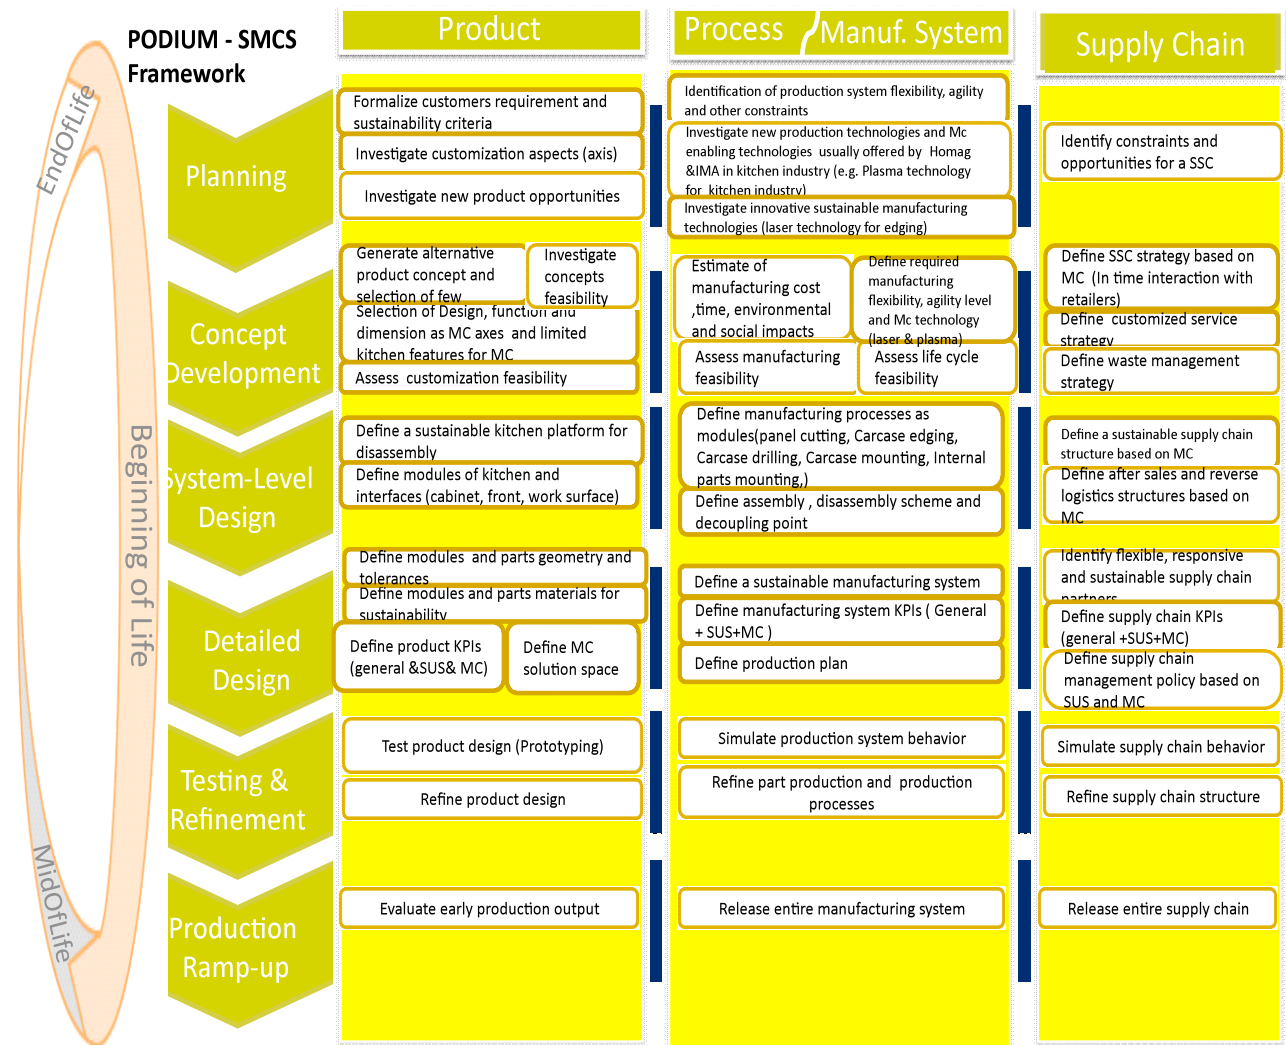 PODIUM - SMCS
Framework
Product
Process
Manuf. System
Supply Chain
EndOfLife
Beginning of Life
MidOfLife
Planning
Formalize customers requirement and
sustainability criteria
Investigate customization aspects (axis)
Investigate new product opportunities
Identification of production system flexibility, agility
and other constraints
Investigate new production technologies and Mc
enabling technologies usually offered by Homag
&IMA in kitchen industry (e.g. Plasma technology
for kitchen industry)
Investigate innovative sustainable manufacturing
technologies (laser technology for edging)
Identify constraints and
opportunities for a SSC
Concept
Development
Generate alternative
product concept and
selection of few
Investigate
concepts
feasibility
Selection of Design, function and
dimension as MC axes and limited
kitchen features for MC
Assess customization feasibility
Estimate of
manufacturing cost
,time, environmental
and social impacts
Define required
manufacturing
flexibility, agility level
and Mc technology
(laser & plasma)
Assess manufacturing
feasibility
Assess life cycle
feasibility
Define SSC strategy based on
MC (In time interaction with
retailers)
Define customized service
strategy
Define waste management
strategy
System-Level
Design
Define a sustainable kitchen platform for
disassembly
Define modules of kitchen and
interfaces (cabinet, front, work surface)
Define manufacturing processes as
modules(panel cutting, Carcase edging,
Carcase drilling, Carcase mounting, Internal
parts mounting,)
Define assembly , disassembly scheme and
decoupling point
Define a sustainable supply chain
structure based on MC
Define after sales and reverse
logistics structures based on
MC
Detailed
Design
Define modules and parts geometry and
tolerances
Define modules and parts materials for
sustainability
Define product KPIs
(general &SUS& MC)
Define MC
solution space
Define a sustainable manufacturing system
Define manufacturing system KPIs ( General
+ SUS+MC )
Define production plan
Identify flexible, responsive
and sustainable supply chain
partners
Define supply chain KPIs
(general +SUS+MC)
Define supply chain
management policy based on
SUS and MC
Testing &
Refinement
Test product design (Prototyping)
Refine product design
Simulate production system behavior
Refine part production and production
processes
Simulate supply chain behavior
Refine supply chain structure
Production
Ramp-up
Evaluate early production output
Release entire manufacturing system
Release entire supply chain